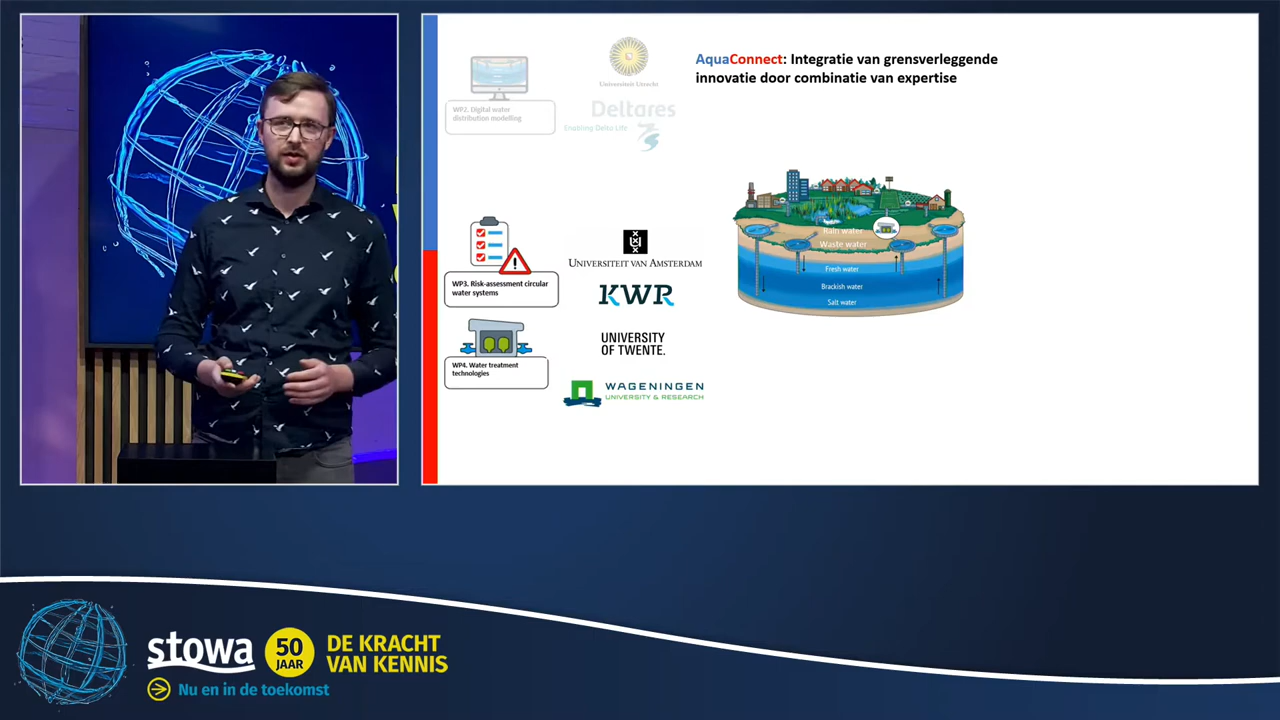 AquaConnect: Integratie van grensverleggende
innovatie door combinatie van expertise
WP2. Digital water
distribution modelling
Universiteit Utrecht
Deltares
Enabling Delta Life
WP3. Risk-assessment circular
water systems
UNIVERSITEIT VAN AMSTERDAM
KWR
WP4. Water treatment
technologies
UNIVERSITY
OF TWENTE.
WAGENINGEN
UNIVERSITY & RESEARCH
Rain water
Waste water
Fresh water
Brackish water
Salt water
stowa
50
JAAR
DE KRACHT
VAN KENNIS
Nu en in de toekomst